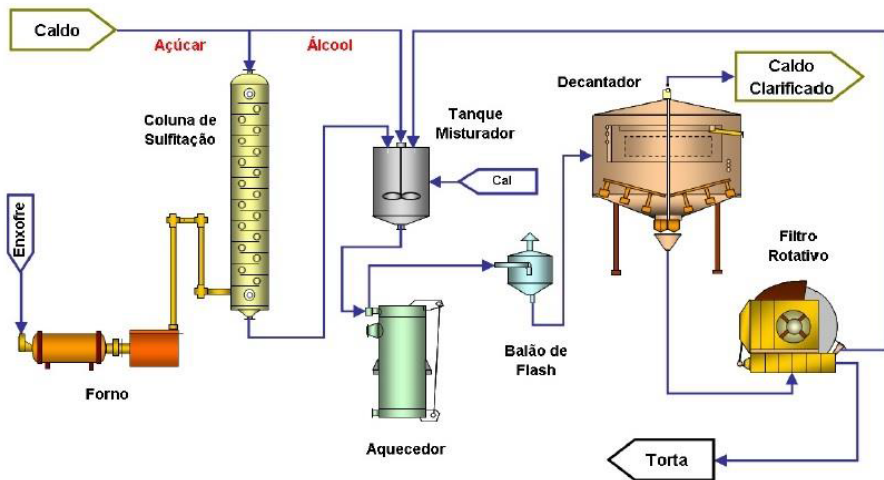 Caldo
Açúcar
Álcool
Coluna de
Sulfitação
Tanque
Misturador
Decantador
Caldo
Clarificado
Cal
Enxofre
Filtro
Rotativo
Balão de
Flash
Forno
Aquecedor
Torta